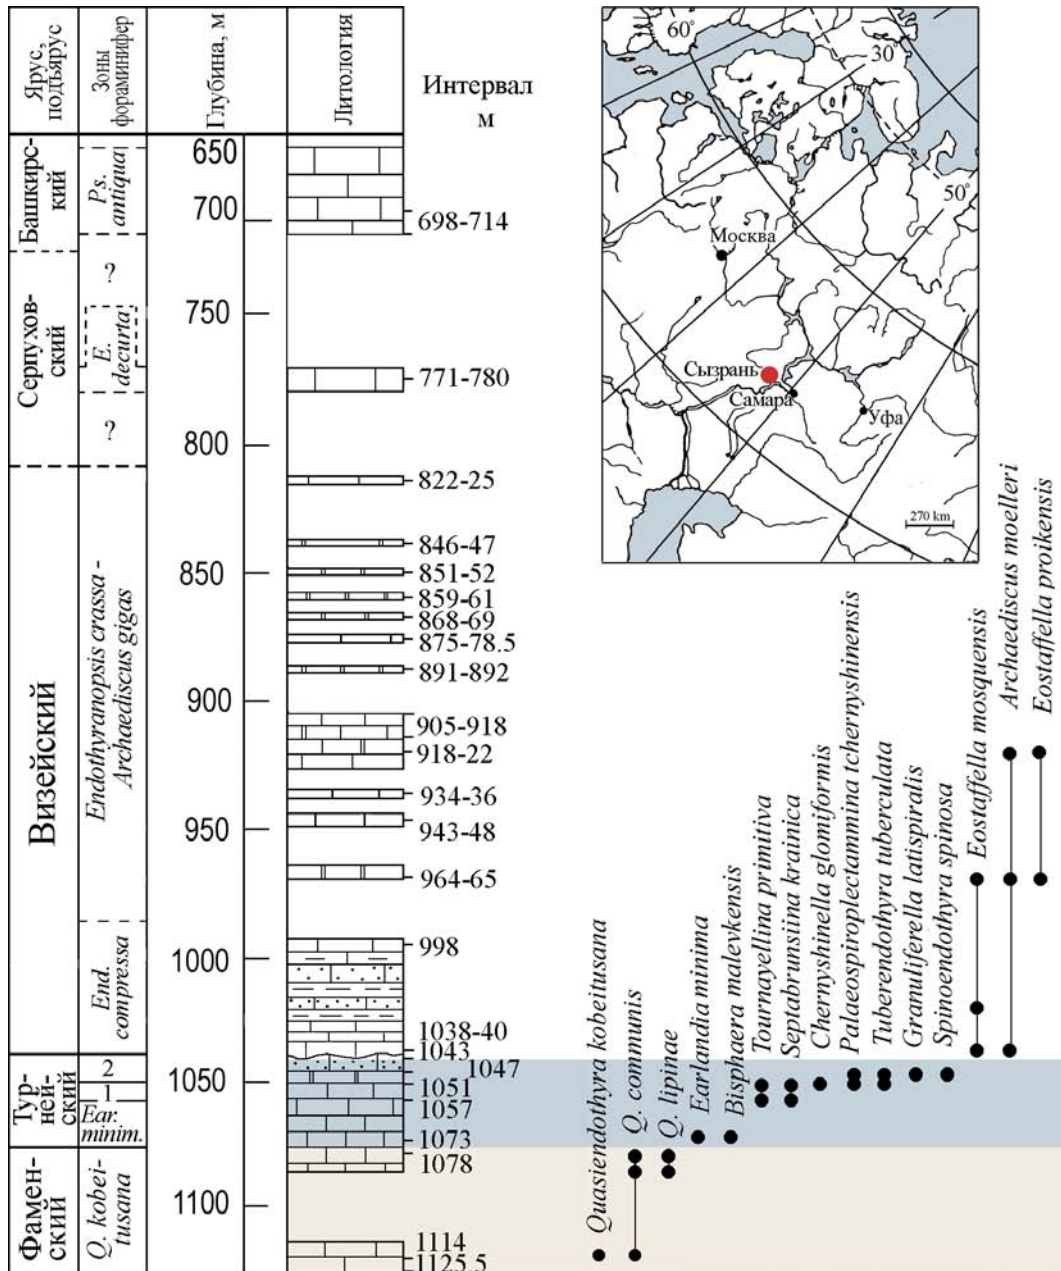 Ярус,
подъярус
Зоны
фораминифер
Глубина, м
Литология
Интервал
м
Башкирс-
кий
Ps.
antiqua
?
Серпухов-
ский
E.
decurta
?
Визейский
Endothyranopsis crassa -
Archaediscus gigas
End.
compressa
Тур-
ней-
ский
2
1
Ear.
minim.
Фамен-
ский
Q. kobei-
tusana
650
700
750
800
850
900
950
1000
1050
1100
698-714
771-780
822-25
846-47
851-52
859-61
868-69
875-78.5
891-892
905-918
918-22
934-36
943-48
964-65
998
1038-40
1043
1047
1051
1057
1073
1078
1114
1125.5
60°
30°
50°
Москва
Сызрань
Самара
Уфа
270 km
Quasiendothyra kobeitusana
Q. communis
Q. lipinae
Earlandia minima
Bisphaera malevkensis
Tournayellina primitiva
Septabrunsiina krainica
Chernyshinella glomiformis
Palaeospiroplectammina tchernyshinensis
Tuberendothyra tuberculata
Granuliferella latispiralis
Spinoendothyra spinosa
Eostaffella mosquensis
Archaediscus moelleri
Eostaffella proikensis